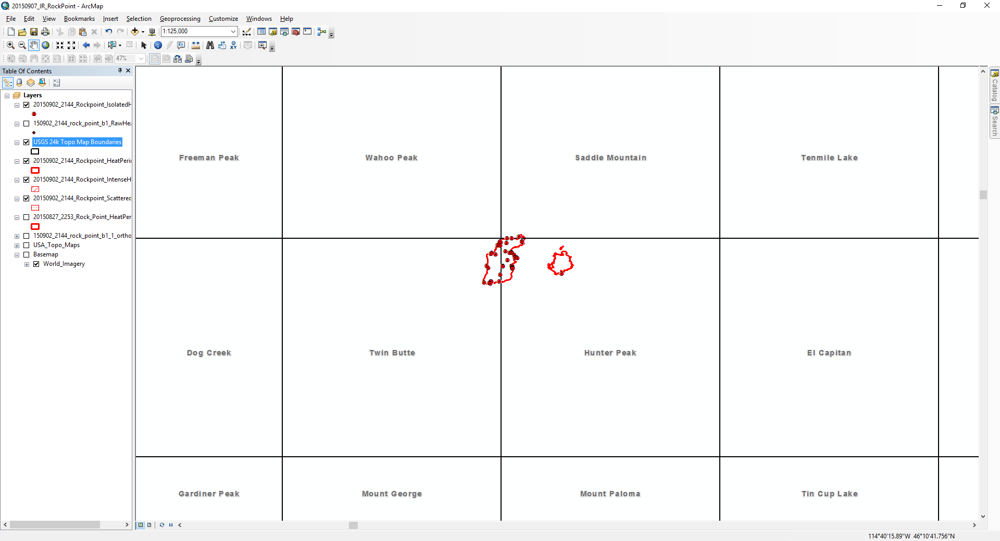 20150907_IR_RockPoint - ArcMap
File Edit View Bookmarks Insert Selection Geoprocessing Customize Windows Help
1:125,000
47%
Table Of Contents
Layers
20150902_2144_Rockpoint_IsolatedH
150902_2144_rock_point_b1_RawHea
USGS 24k Topo Map Boundaries
20150902_2144_Rockpoint_HeatPeri
20150902_2144_Rockpoint_IntenseH
20150902_2144_Rockpoint_Scattered
20150827_2253_Rock_Point_HeatPer
150902_2144_rock_point_b1_1_ortho
USA_Topo_Maps
Basemap
World_Imagery
Freeman Peak Wahoo Peak Saddle Mountain Tenmile Lake
Dog Creek Twin Butte Hunter Peak El Capitan
Gardiner Peak Mount George Mount Paloma Tin Cup Lake
Catalog
Search
114°40'15.89"W 46°10'41.756"N